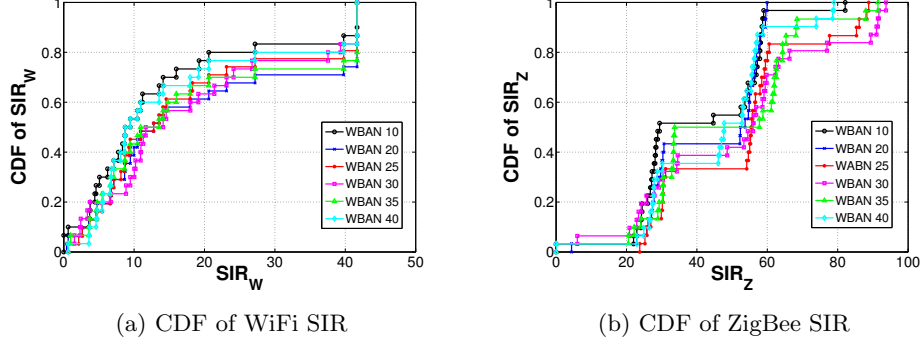 1
0.8
0.6
0.4
0.2
0
CDF of SIR_W
0 10 20 30 40 50
SIR_W
WBAN 10
WBAN 20
WBAN 25
WBAN 30
WBAN 35
WBAN 40
(a) CDF of WiFi SIR
1
0.8
0.6
0.4
0.2
0
CDF of SIR_Z
0 20 40 60 80 100
SIR_Z
WBAN 10
WBAN 20
WABN 25
WBAN 30
WBAN 35
WBAN 40
(b) CDF of ZigBee SIR